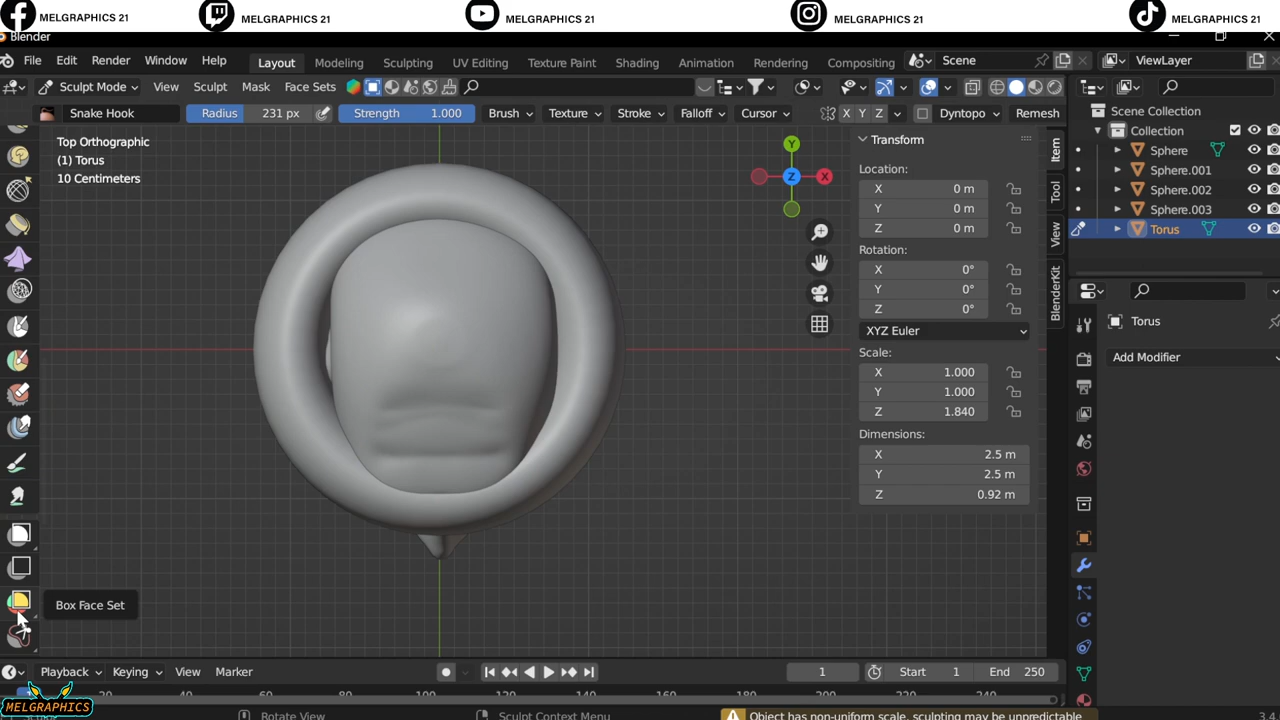 MELGRAPHICS 21 MELGRAPHICS 21 MELGRAPHICS 21 MELGRAPHICS 21 MELGRAPHICS 21
Blender
File Edit Render Window Help Layout Modeling Sculpting UV Editing Texture Paint Shading Animation Rendering Compositing Scene ViewLayer
Sculpt Mode View Sculpt Mask Face Sets
Snake Hook Radius 231 px Strength 1.000 Brush Texture Stroke Falloff Cursor X Y Z Dyntopo Remesh
Scene Collection
Collection
Sphere
Sphere.001
Sphere.002
Sphere.003
Torus
Top Orthographic
(1) Torus
10 Centimeters
Y
Z
X
Transform
Location:
X 0 m
Y 0 m
Z 0 m
Rotation:
X 0°
Y 0°
Z 0°
XYZ Euler
Scale:
X 1.000
Y 1.000
Z 1.840
Dimensions:
X 2.5 m
Y 2.5 m
Z 0.92 m
Item
Tool
View
BlenderKit
Torus
Add Modifier
Box Face Set
Playback Keying View Marker 1 Start 1 End 250
20 40 60 80 100 120 140 160 180 200 220 240
MELGRAPHICS
Rotate View Sculpt Context Menu Object has non-uniform scale, sculpting may be unpredictable 3.4